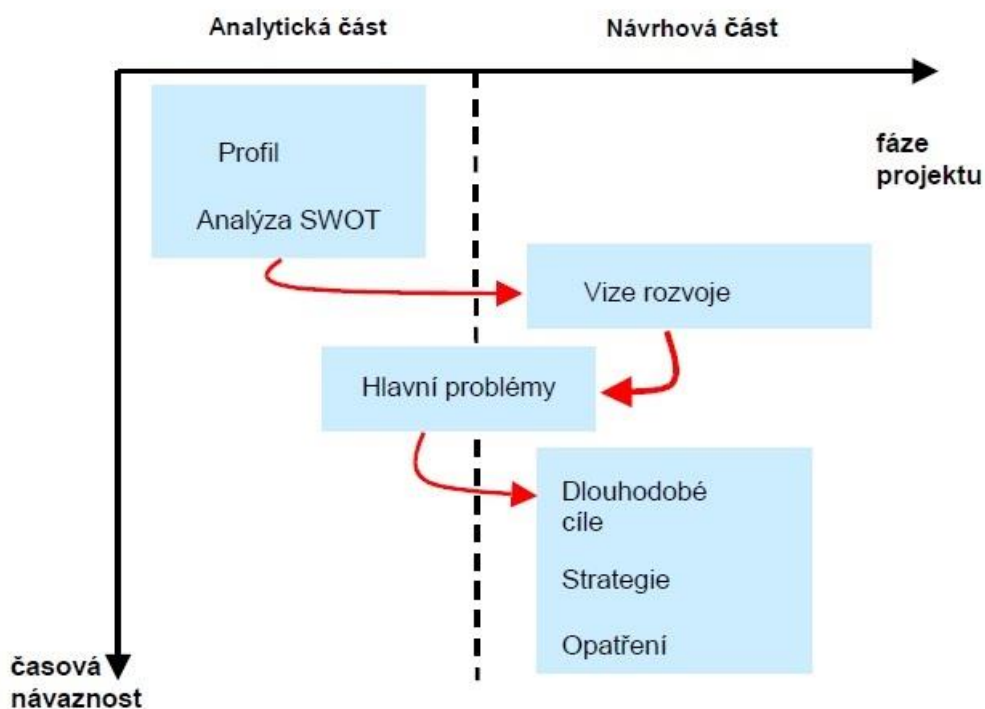 Analytická část
Návrhová část
fáze
projektu
Profil
Analýza SWOT
Vize rozvoje
Hlavní problémy
Dlouhodobé
cíle
Strategie
Opatření
časová
návaznost